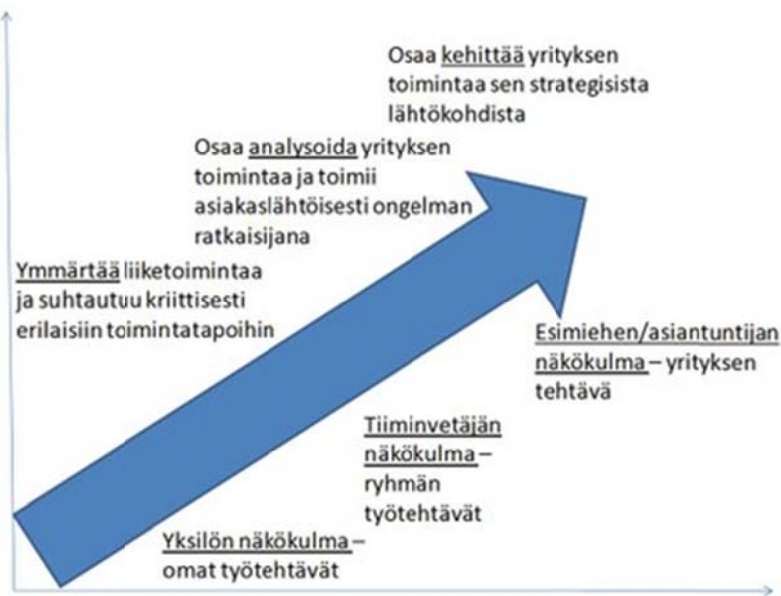 Osaa kehittää yrityksen
toimintaa sen strategisista
lähtökohdista
Osaa analysoida yrityksen
toimintaa ja toimii
asiakaslähtöisesti ongelman
ratkaisijana
Ymmärtää liiketoimintaa
ja suhtautuu kriittisesti
erilaisiin toimintatapoihin
Esimiehen/asiantuntijan
näkökulma – yrityksen
tehtävä
Tiiminvetäjän
näkökulma –
ryhmän
työtehtävät
Yksilön näkökulma –
omat työtehtävät